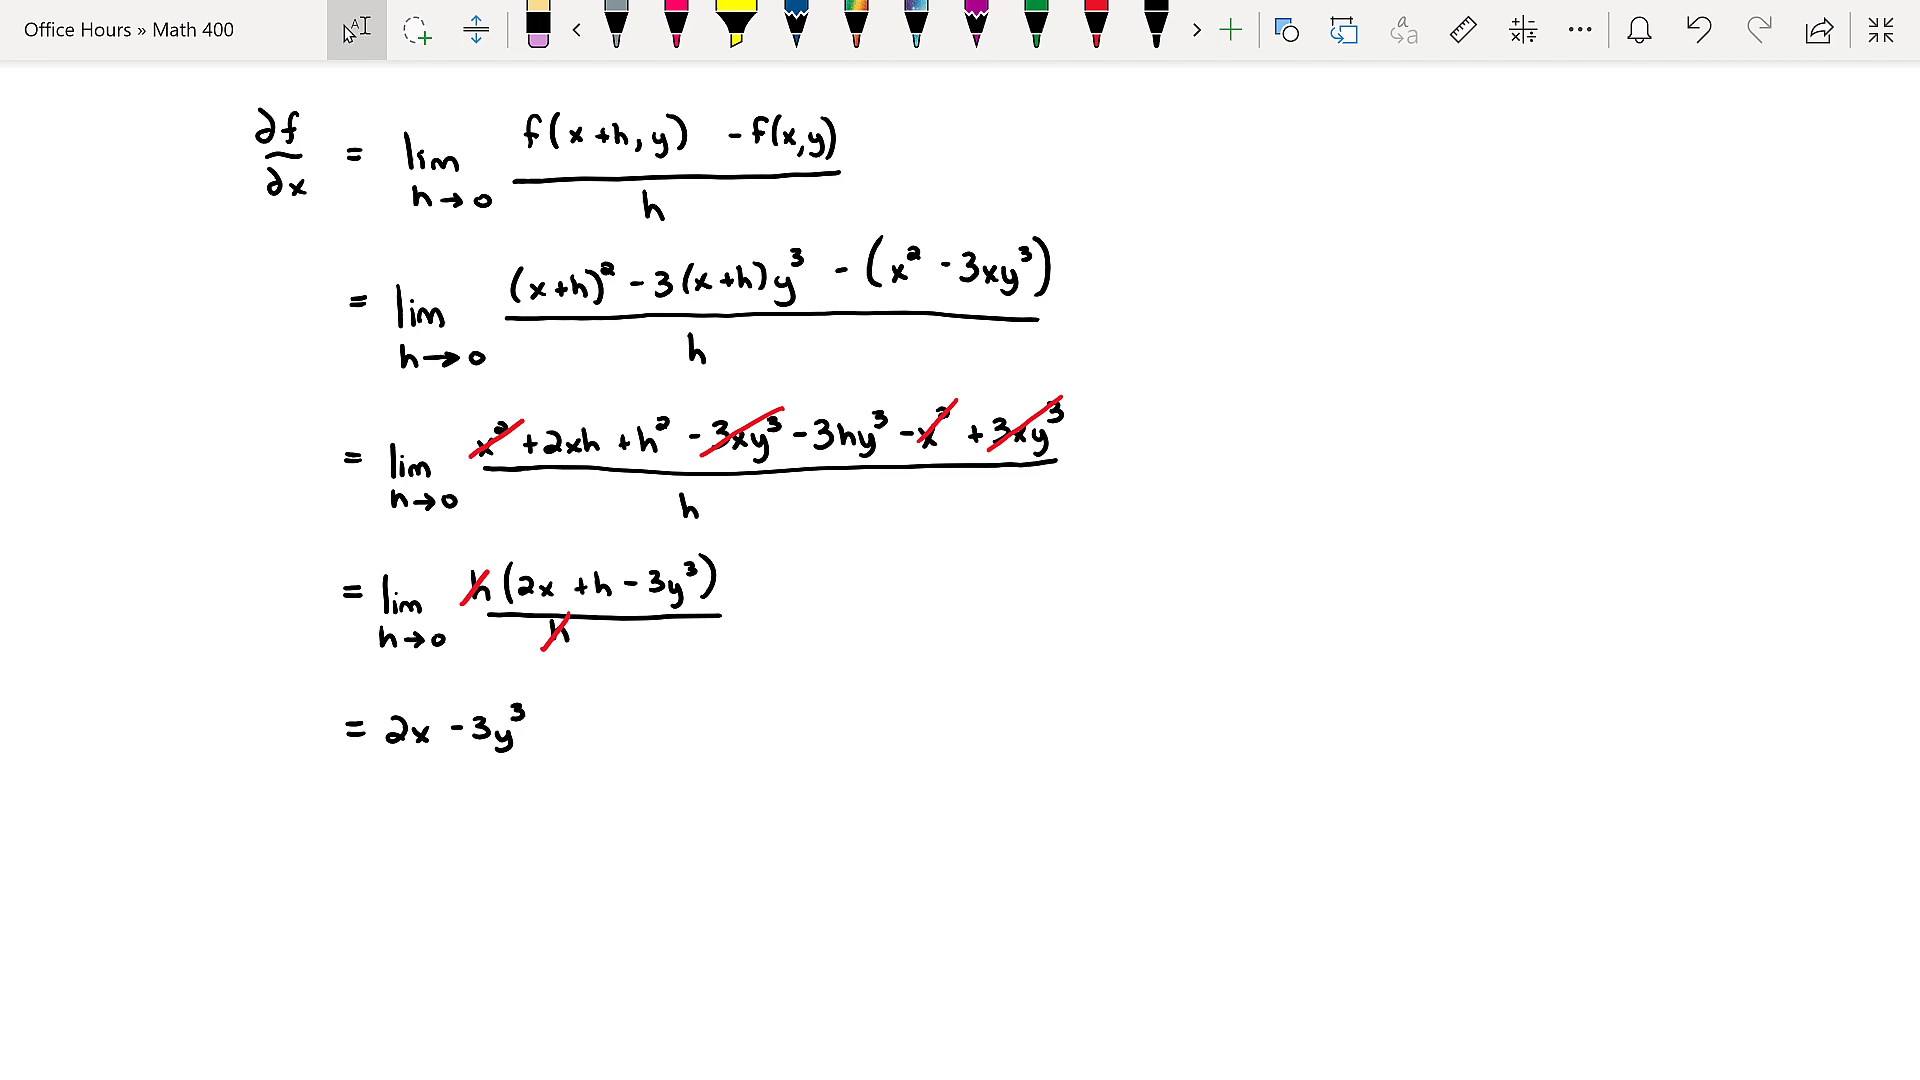 Office Hours » Math 400
∂f/∂x = lim h→0 (f(x+h, y) - f(x,y))/h
= lim h→0 ((x+h)² - 3(x+h)y³ - (x² - 3xy³))/h
= lim h→0 (x² + 2xh + h² - 3xy³ - 3hy³ - x² + 3xy³)/h
= lim h→0 h(2x + h - 3y³)/h
= 2x - 3y³